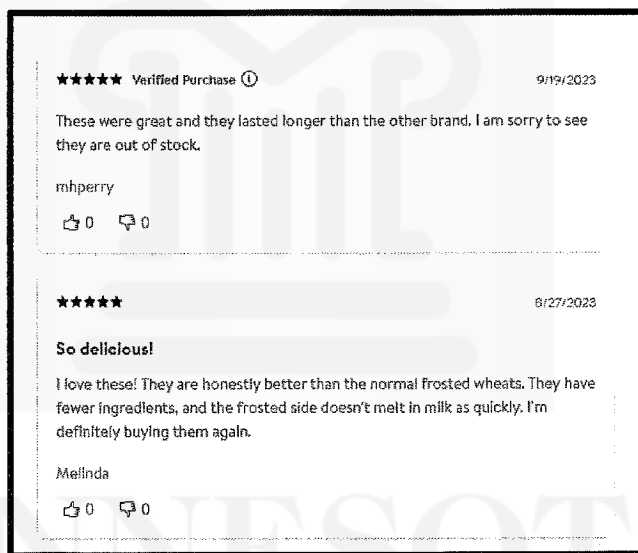 ★★★★★ Verified Purchase ⓘ 9/19/2023
These were great and they lasted longer than the other brand. I am sorry to see
they are out of stock.
mhperry
0 0
★★★★★ 8/27/2023
So delicious!
I love these! They are honestly better than the normal frosted wheats. They have
fewer ingredients, and the frosted side doesn't melt in milk as quickly. I'm
definitely buying them again.
Melinda
0 0
NNESOT